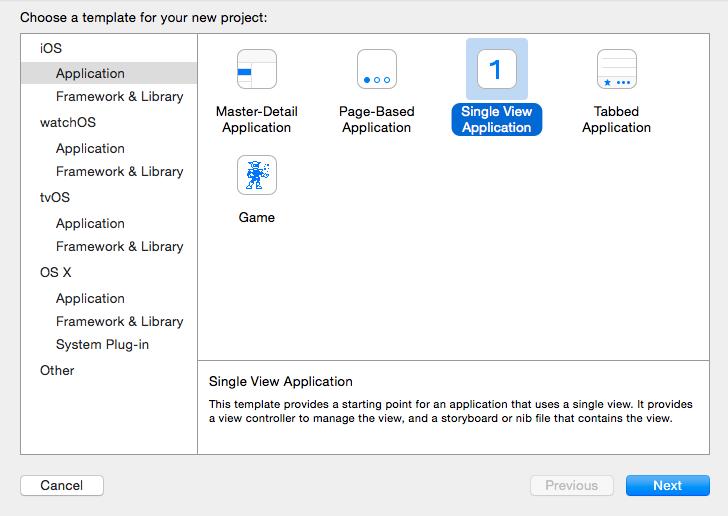 Choose a template for your new project:
iOS
Application
Framework & Library
watchOS
Application
Framework & Library
tvOS
Application
Framework & Library
OS X
Application
Framework & Library
System Plug-in
Other
Master-Detail
Application
Page-Based
Application
1
Single View
Application
Tabbed
Application
Game
Single View Application
This template provides a starting point for an application that uses a single view. It provides
a view controller to manage the view, and a storyboard or nib file that contains the view.
Cancel
Previous
Next